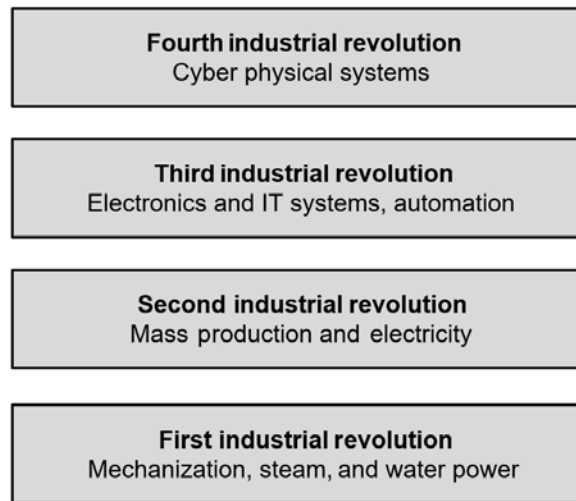 Fourth industrial revolution
Cyber physical systems
Third industrial revolution
Electronics and IT systems, automation
Second industrial revolution
Mass production and electricity
First industrial revolution
Mechanization, steam, and water power